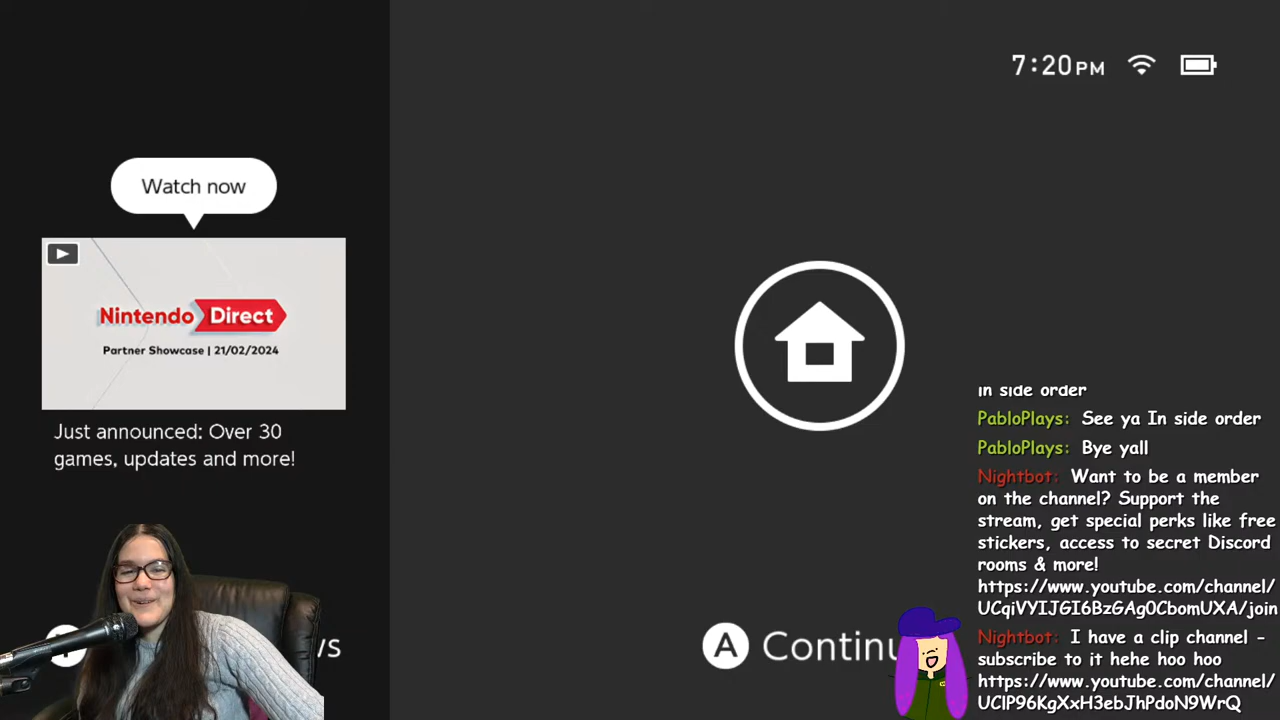 7:20PM
Watch now
Nintendo Direct
Partner Showcase | 21/02/2024
Just announced: Over 30
games, updates and more!
A
in side order
PabloPlays: See ya In side order
PabloPlays: Bye yall
Nightbot: Want to be a member
on the channel? Support the
stream, get special perks like free
stickers, access to secret Discord
rooms & more!
https://www.youtube.com/channel/
UCqiVYIJGI6BzGAg0CbomUXA/join
Nightbot: I have a clip channel -
subscribe to it hehe hoo hoo
https://www.youtube.com/channel/
UClP96KgXxH3ebJhPdoN9WrQ